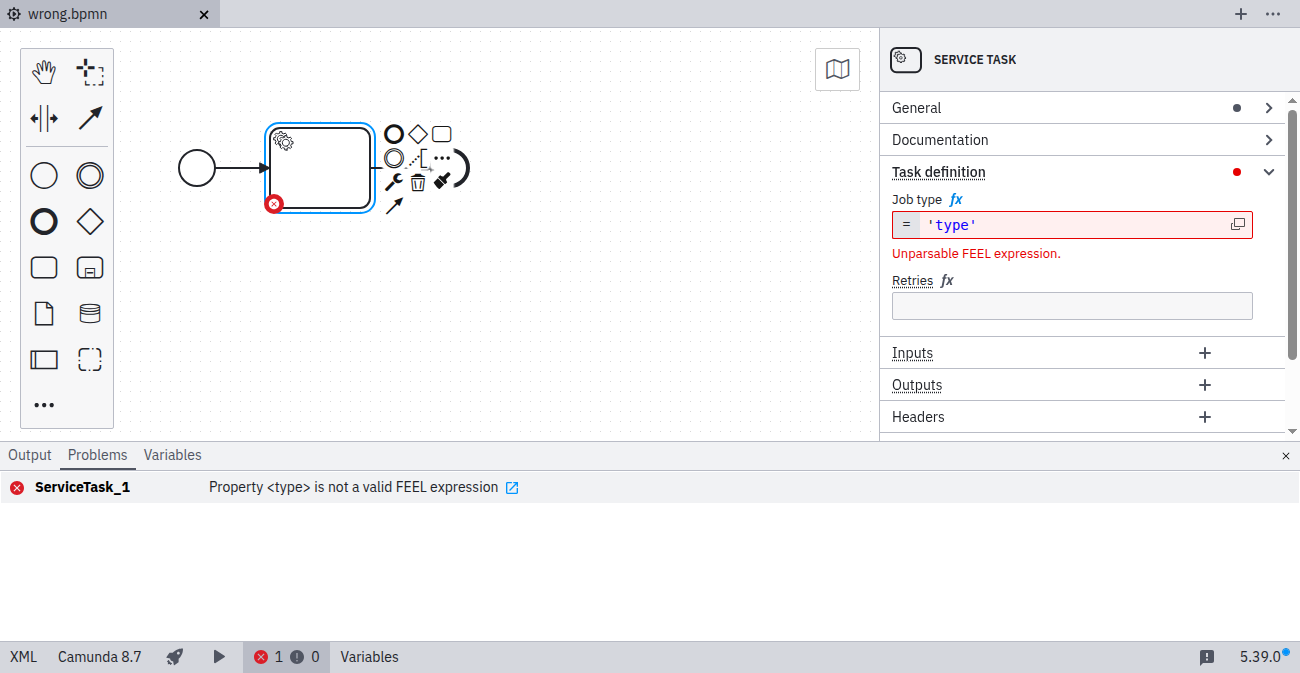 wrong.bpmn
SERVICE TASK
General
Documentation
Task definition
Job type fx
= 'type'
Unparsable FEEL expression.
Retries fx
Inputs
Outputs
Headers
Output Problems Variables
ServiceTask_1 Property <type> is not a valid FEEL expression
XML Camunda 8.7 1 0 Variables 5.39.0